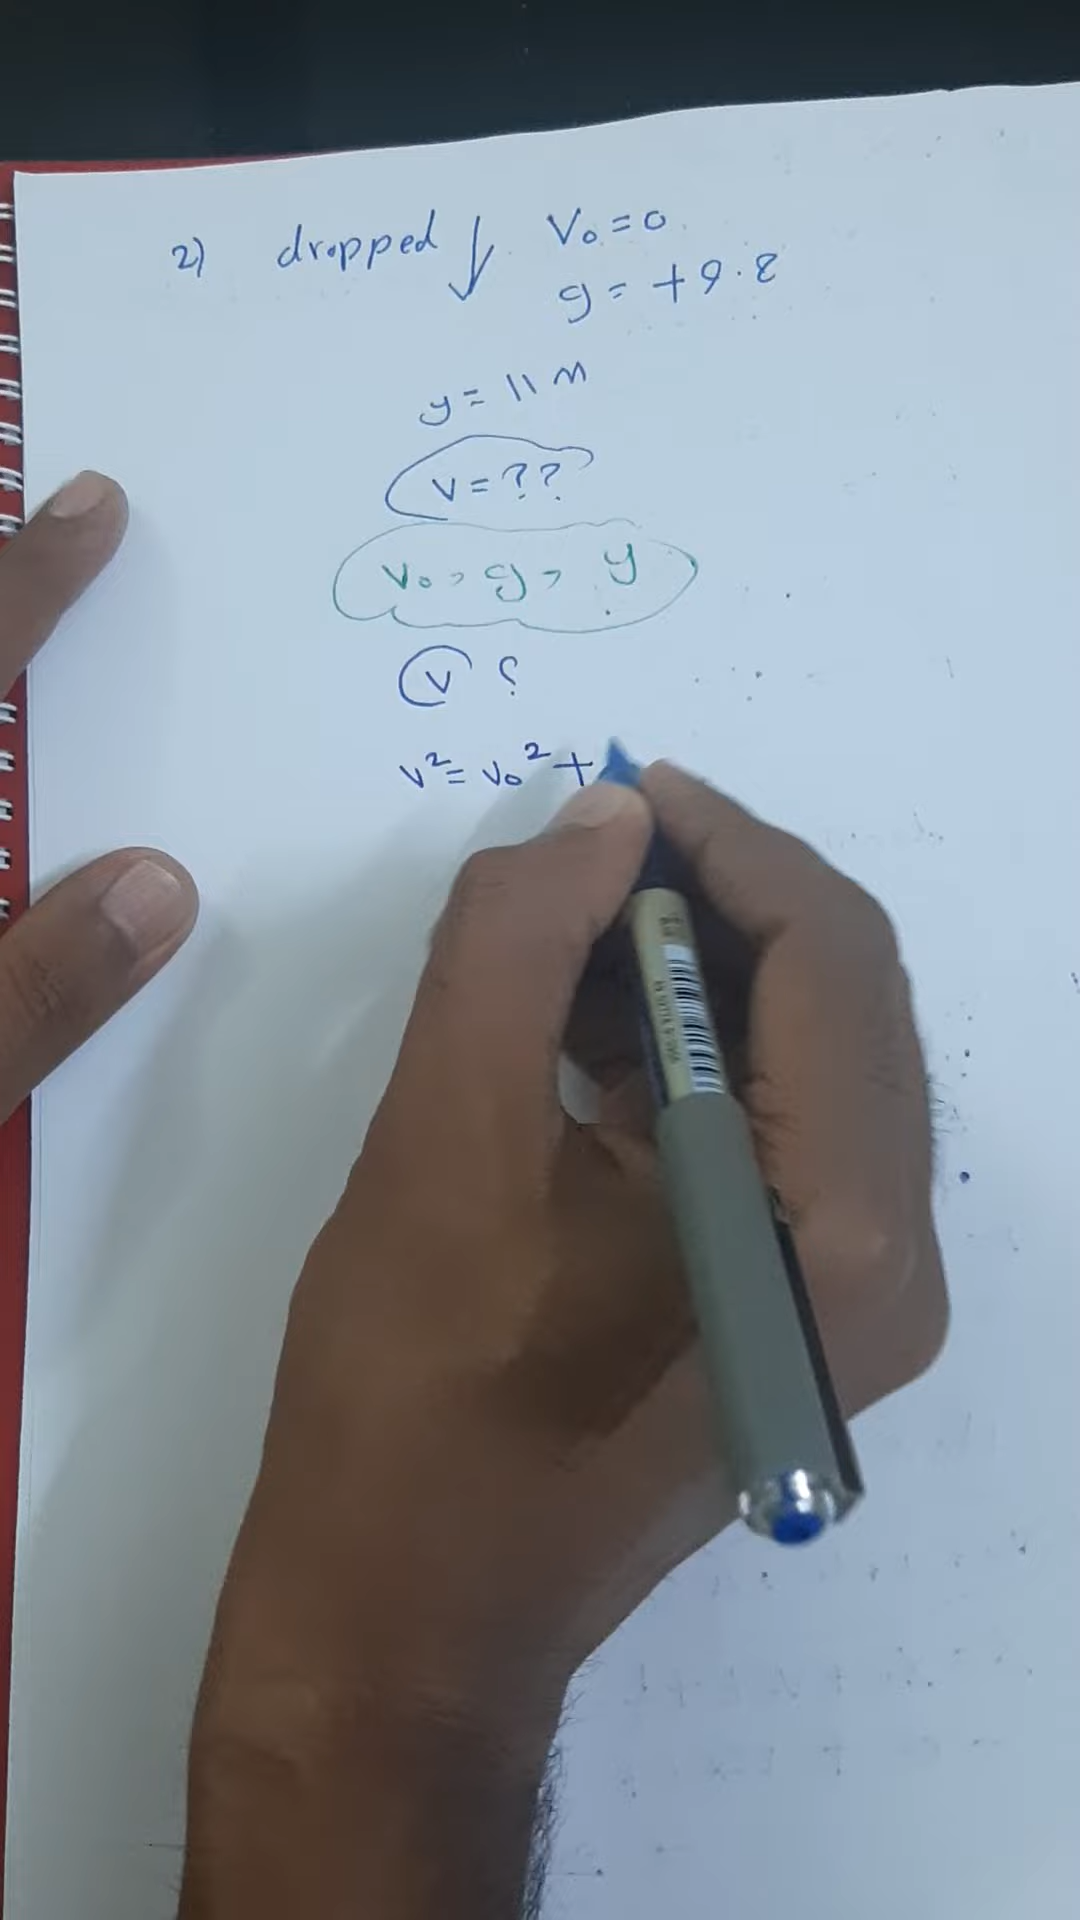 2) dropped ↓ V₀ = 0
g = +9.8
y = 11 m
v = ??
v₀, g, y
v ?
v² = v₀² +